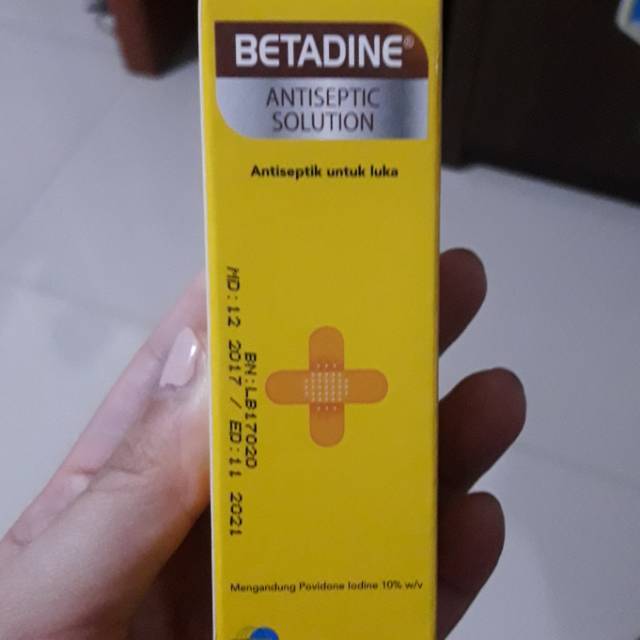 BETADINE®
ANTISEPTIC
SOLUTION
Antiseptik untuk luka
BN:LB17020
MD:12 2017 / ED:11 2021
Mengandung Povidone Iodine 10% w/v